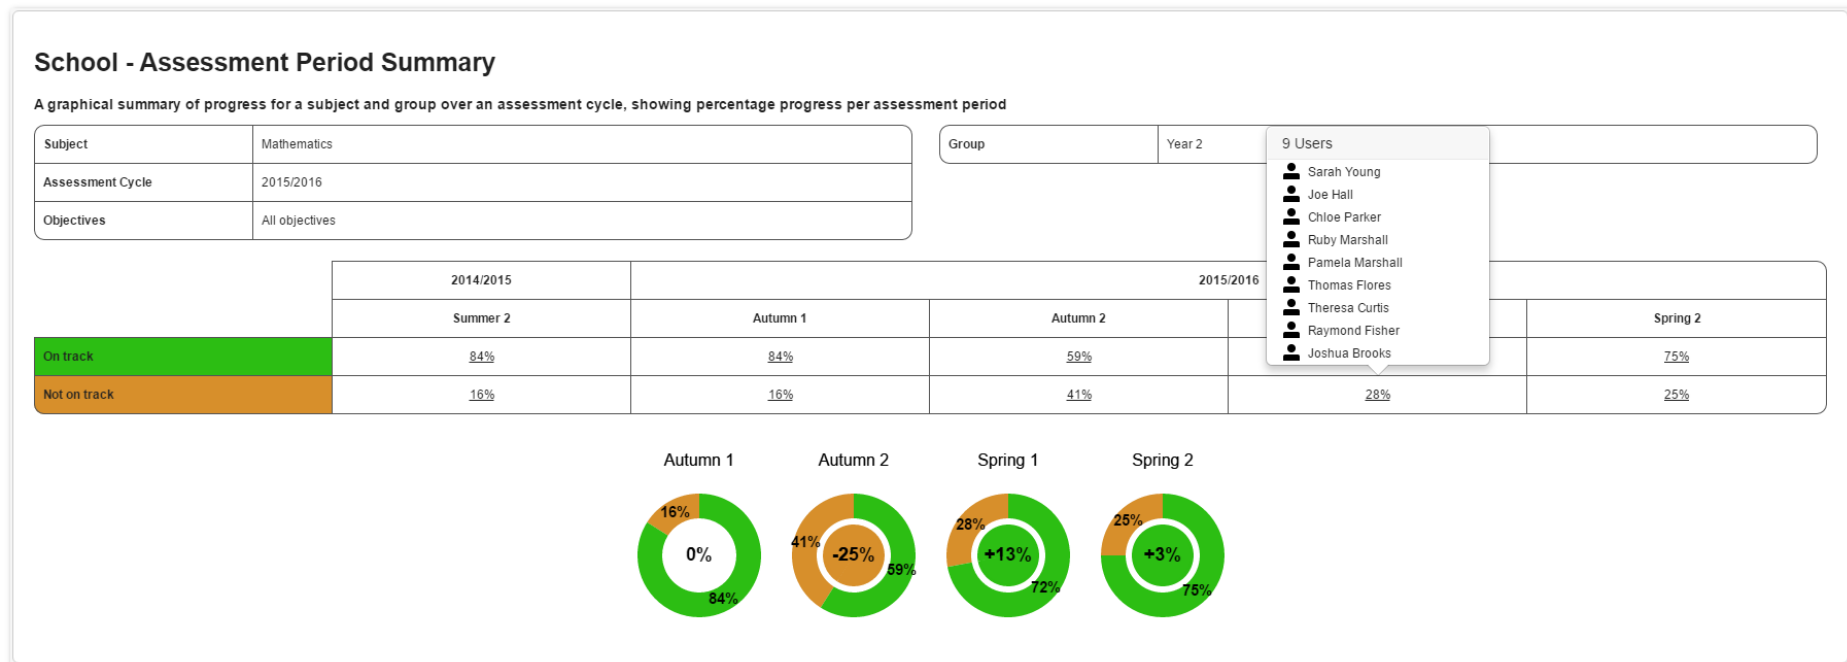 School - Assessment Period Summary
A graphical summary of progress for a subject and group over an assessment cycle, showing percentage progress per assessment period
Subject Mathematics
Assessment Cycle 2015/2016
Objectives All objectives
Group Year 2
9 Users
Sarah Young
Joe Hall
Chloe Parker
Ruby Marshall
Pamela Marshall
Thomas Flores
Theresa Curtis
Raymond Fisher
Joshua Brooks
2014/2015 2015/2016
Summer 2 Autumn 1 Autumn 2 Spring 2
On track 84% 84% 59% 75%
Not on track 16% 16% 41% 28% 25%
Autumn 1 Autumn 2 Spring 1 Spring 2
16% 0% 84%
41% -25% 59%
28% +13% 72%
25% +3% 75%